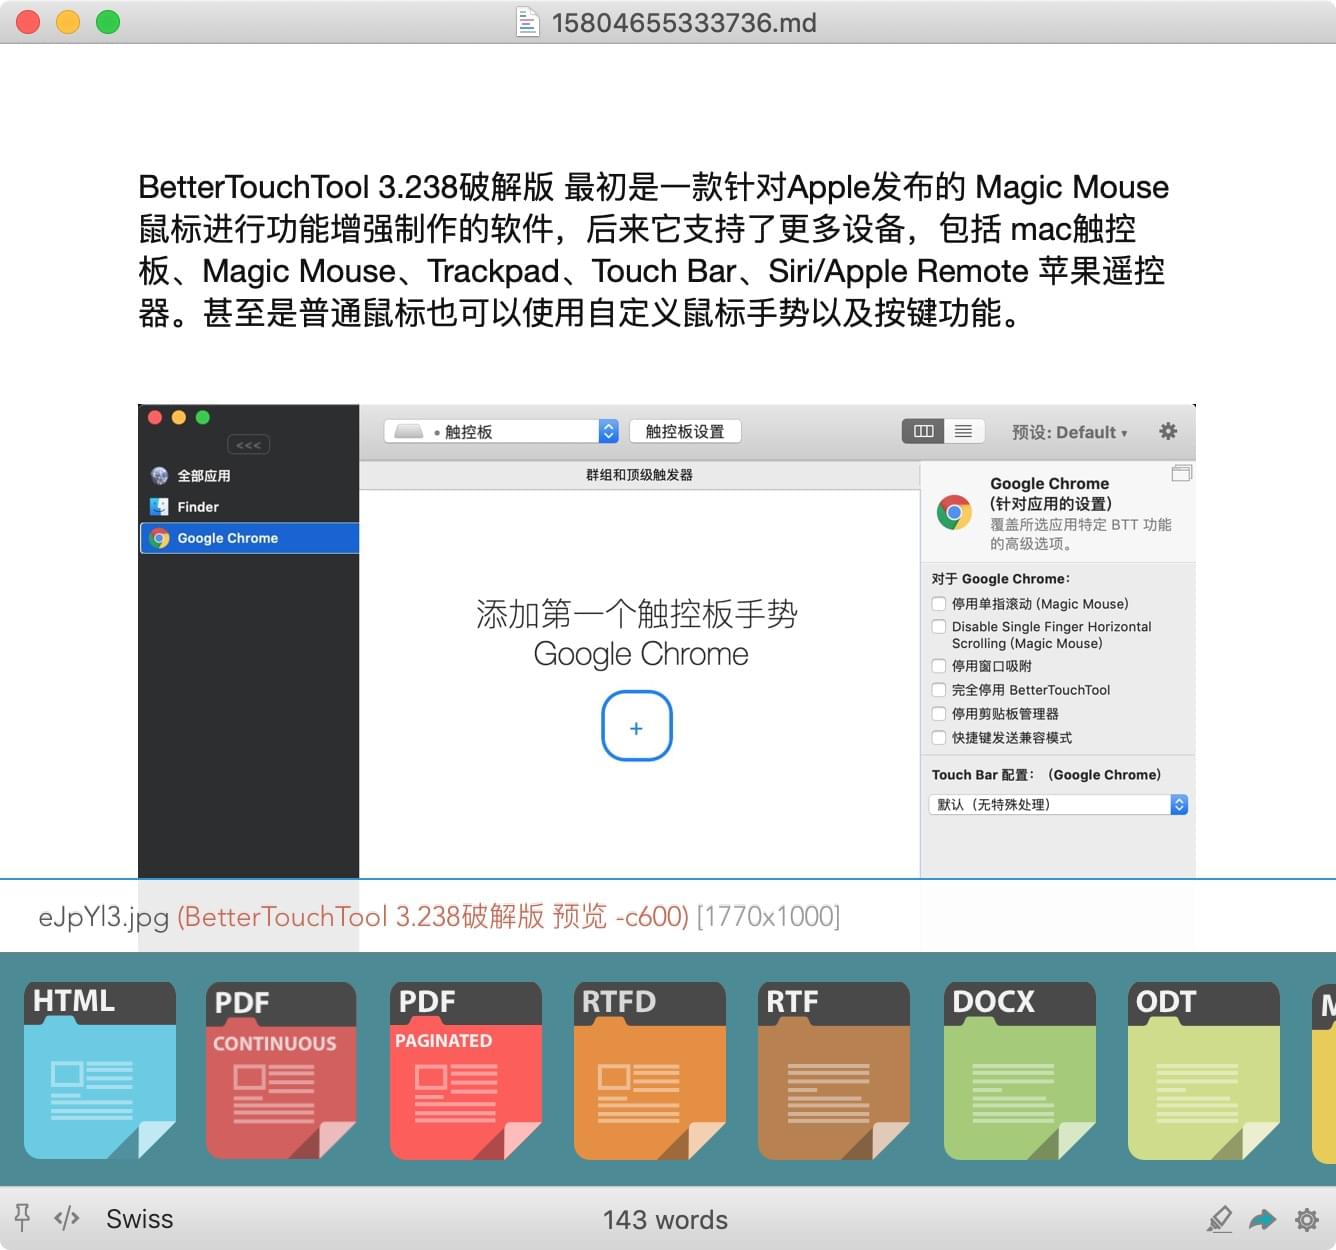 15804655333736.md
BetterTouchTool 3.238破解版 最初是一款针对Apple发布的 Magic Mouse
鼠标进行功能增强制作的软件，后来它支持了更多设备，包括 mac触控
板、Magic Mouse、Trackpad、Touch Bar、Siri/Apple Remote 苹果遥控
器。甚至是普通鼠标也可以使用自定义鼠标手势以及按键功能。
<<<
全部应用
Finder
Google Chrome
• 触控板
触控板设置
预设: Default
群组和顶级触发器
添加第一个触控板手势
Google Chrome
+
Google Chrome
(针对应用的设置)
覆盖所选应用特定 BTT 功能
的高级选项。
对于 Google Chrome：
停用单指滚动 (Magic Mouse)
Disable Single Finger Horizontal
Scrolling (Magic Mouse)
停用窗口吸附
完全停用 BetterTouchTool
停用剪贴板管理器
快捷键发送兼容模式
Touch Bar 配置：（Google Chrome）
默认（无特殊处理）
eJpYl3.jpg (BetterTouchTool 3.238破解版 预览 -c600) [1770x1000]
HTML
PDF
CONTINUOUS
PDF
PAGINATED
RTFD
RTF
DOCX
ODT
</> Swiss
143 words